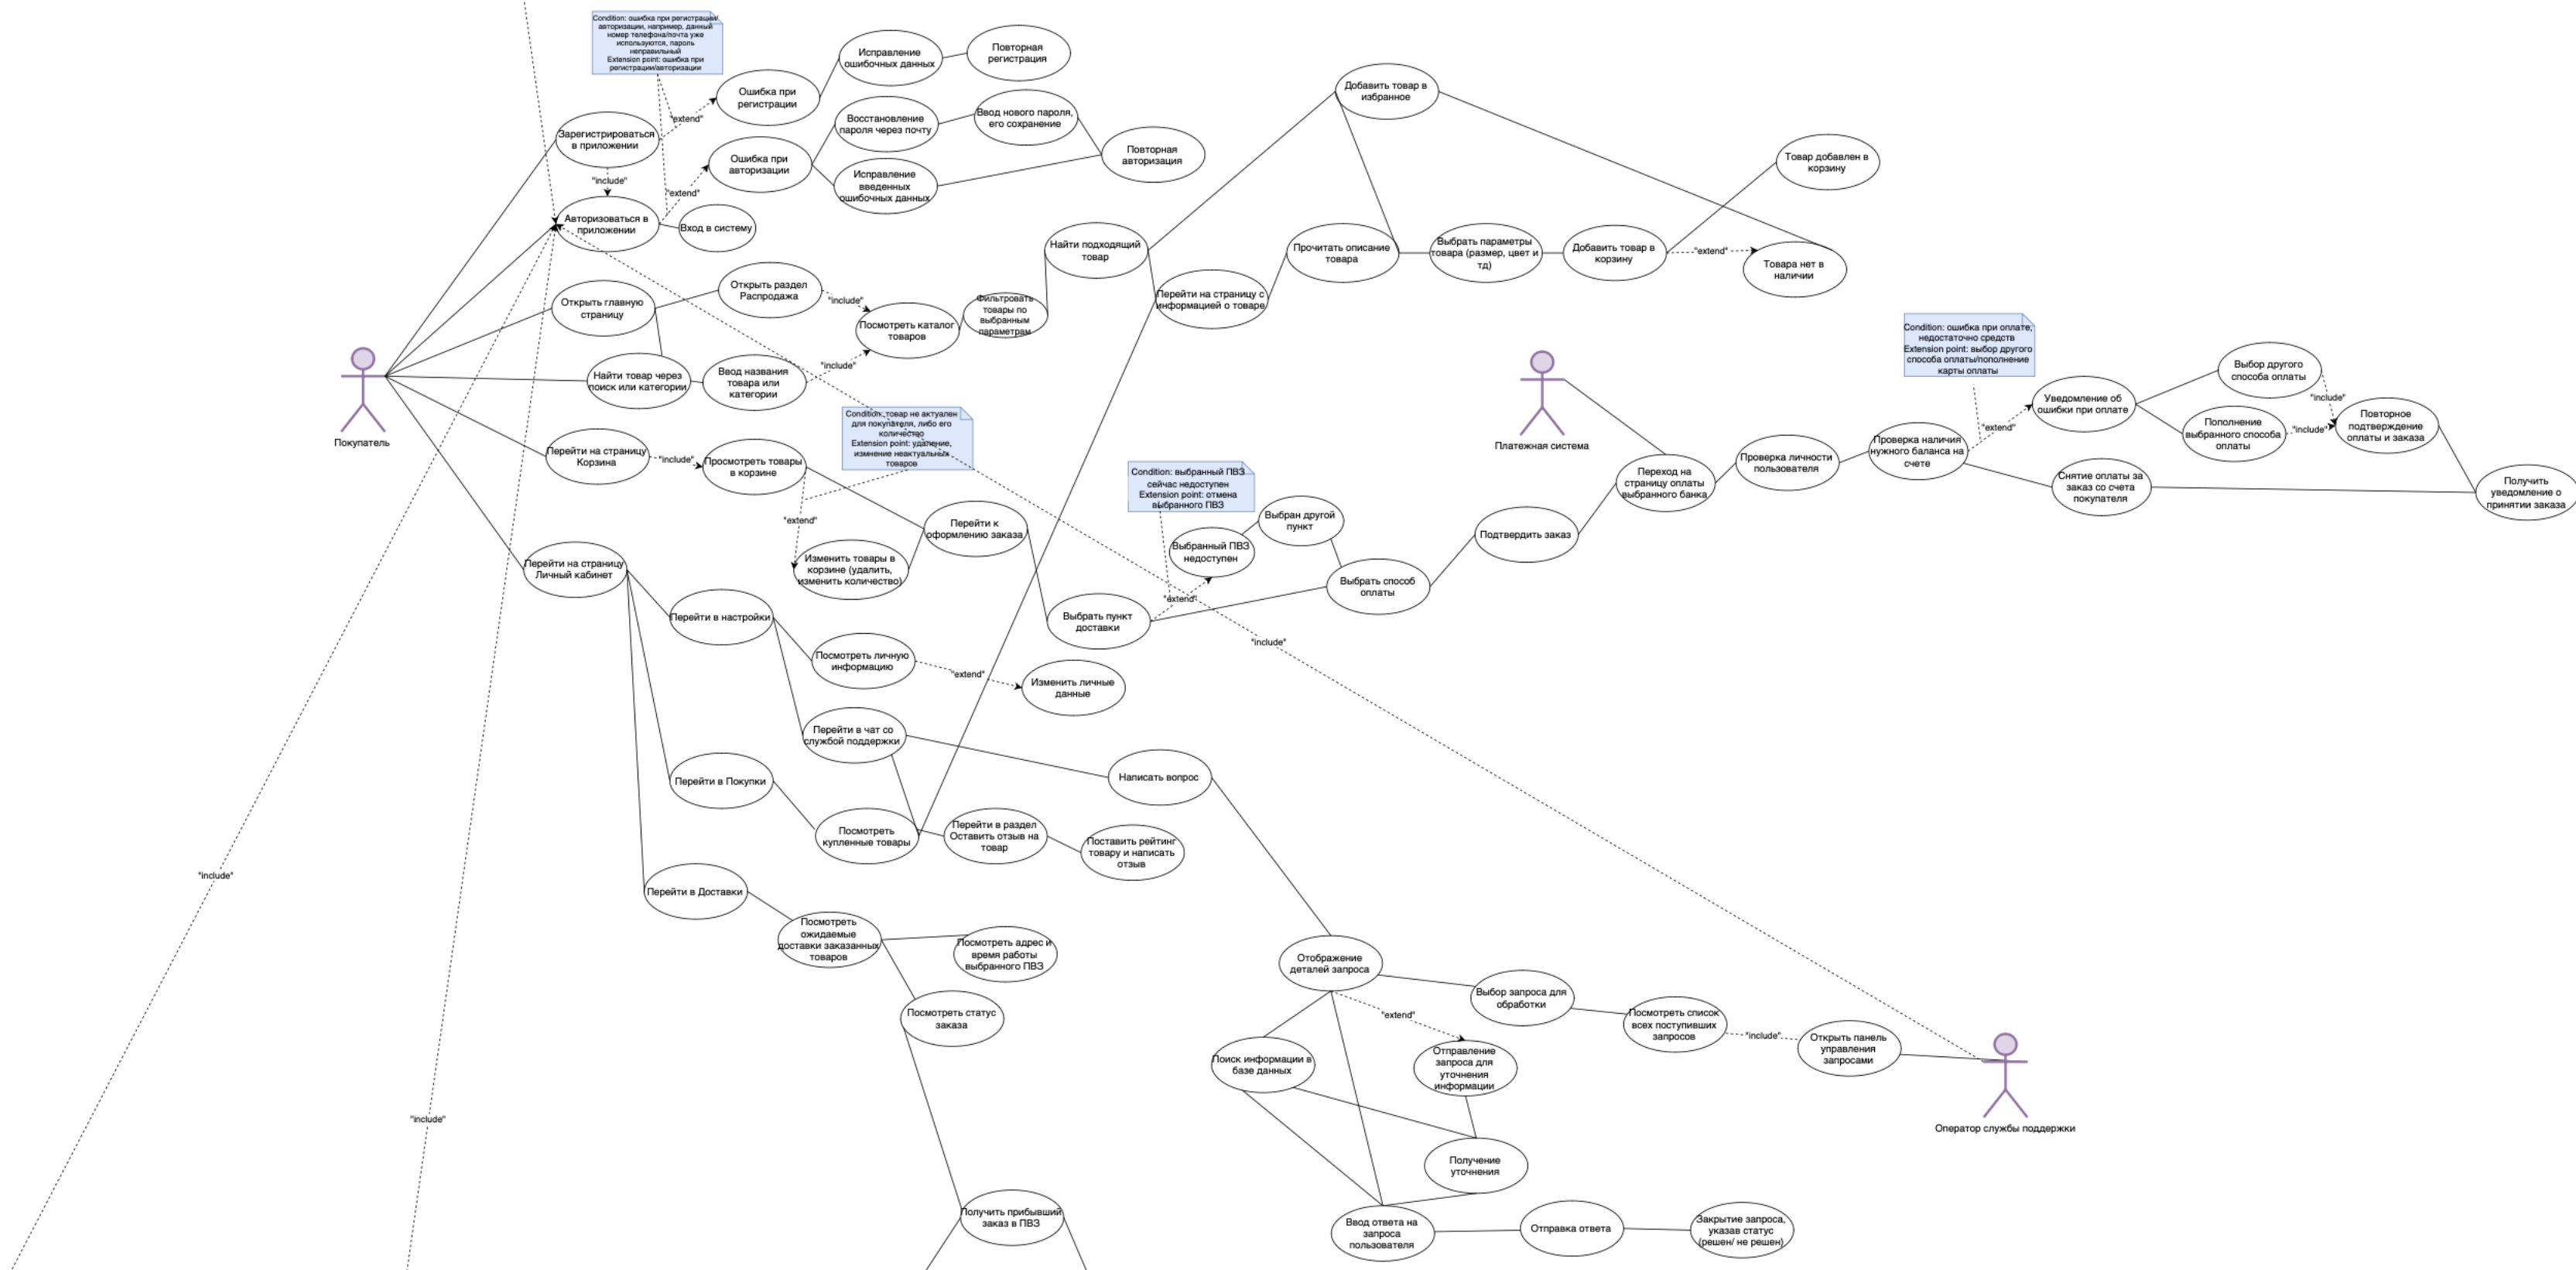 Condition: ошибка при регистрации/
авторизации, например, данный
номер телефона/почта уже
используются, пароль
неправильный
Extension point: ошибка при
регистрации/авторизации
Исправление
ошибочных данных
Повторная
регистрация
Ошибка при
регистрации
"extend"
Зарегистрироваться
в приложении
Восстановление
пароля через почту
Ввод нового пароля,
его сохранение
Повторная
авторизация
Ошибка при
авторизации
Исправление
введенных
ошибочных данных
"include"
"extend"
Авторизоваться в
приложении
Вход в систему
Добавить товар в
избранное
Товар добавлен в
корзину
Найти подходящий
товар
Прочитать описание
товара
Выбрать параметры
товара (размер, цвет и
тд)
Добавить товар в
корзину
"extend"
Товара нет в
наличии
Открыть главную
страницу
Открыть раздел
Распродажа
"include"
Посмотреть каталог
товаров
Фильтровать
товары по
выбранным
параметрам
Перейти на страницу с
информацией о товаре
Найти товар через
поиск или категории
Ввод названия
товара или
категории
"include"
Покупатель
Платежная система
Condition: ошибка при оплате,
недостаточно средств
Extension point: выбор другого
способа оплаты/пополнение
карты оплаты
Выбор другого
способа оплаты
"include"
Уведомление об
ошибки при оплате
Пополнение
выбранного способа
оплаты
"include"
Повторное
подтверждение
оплаты и заказа
"extend"
Condition: товар не актуален
для покупателя, либо его
количество
Extension point: удаление,
измнение неактуальных
товаров
Перейти на страницу
Корзина
"include"
Просмотреть товары
в корзине
"extend"
Изменить товары в
корзине (удалить,
изменить количество)
Перейти к
оформлению заказа
Condition: выбранный ПВЗ
сейчас недоступен
Extension point: отмена
выбранного ПВЗ
Выбран другой
пункт
Выбранный ПВЗ
недоступен
"extend"
Выбрать пункт
доставки
Выбрать способ
оплаты
Подтвердить заказ
Переход на
страницу оплаты
выбранного банка
Проверка личности
пользователя
Проверка наличия
нужного баланса на
счете
Снятие оплаты за
заказ со счета
покупателя
Получить
уведомление о
принятии заказа
Перейти на страницу
Личный кабинет
Перейти в настройки
Посмотреть личную
информацию
"extend"
Изменить личные
данные
"include"
Перейти в чат со
службой поддержки
Написать вопрос
Перейти в Покупки
Посмотреть
купленные товары
Перейти в раздел
Оставить отзыв на
товар
Поставить рейтинг
товару и написать
отзыв
"include"
Перейти в Доставки
Посмотреть
ожидаемые
доставки заказанных
товаров
Посмотреть адрес и
время работы
выбранного ПВЗ
Посмотреть статус
заказа
Отображение
деталей запроса
Выбор запроса для
обработки
Посмотреть список
всех поступивших
запросов
"include"
Открыть панель
управления
запросами
Оператор службы поддержки
"extend"
Поиск информации в
базе данных
Отправление
запроса для
уточнения
информации
"include"
Получение
уточнения
Получить прибывший
заказ в ПВЗ
Ввод ответа на
запроса
пользователя
Отправка ответа
Закрытие запроса,
указав статус
(решен/ не решен)